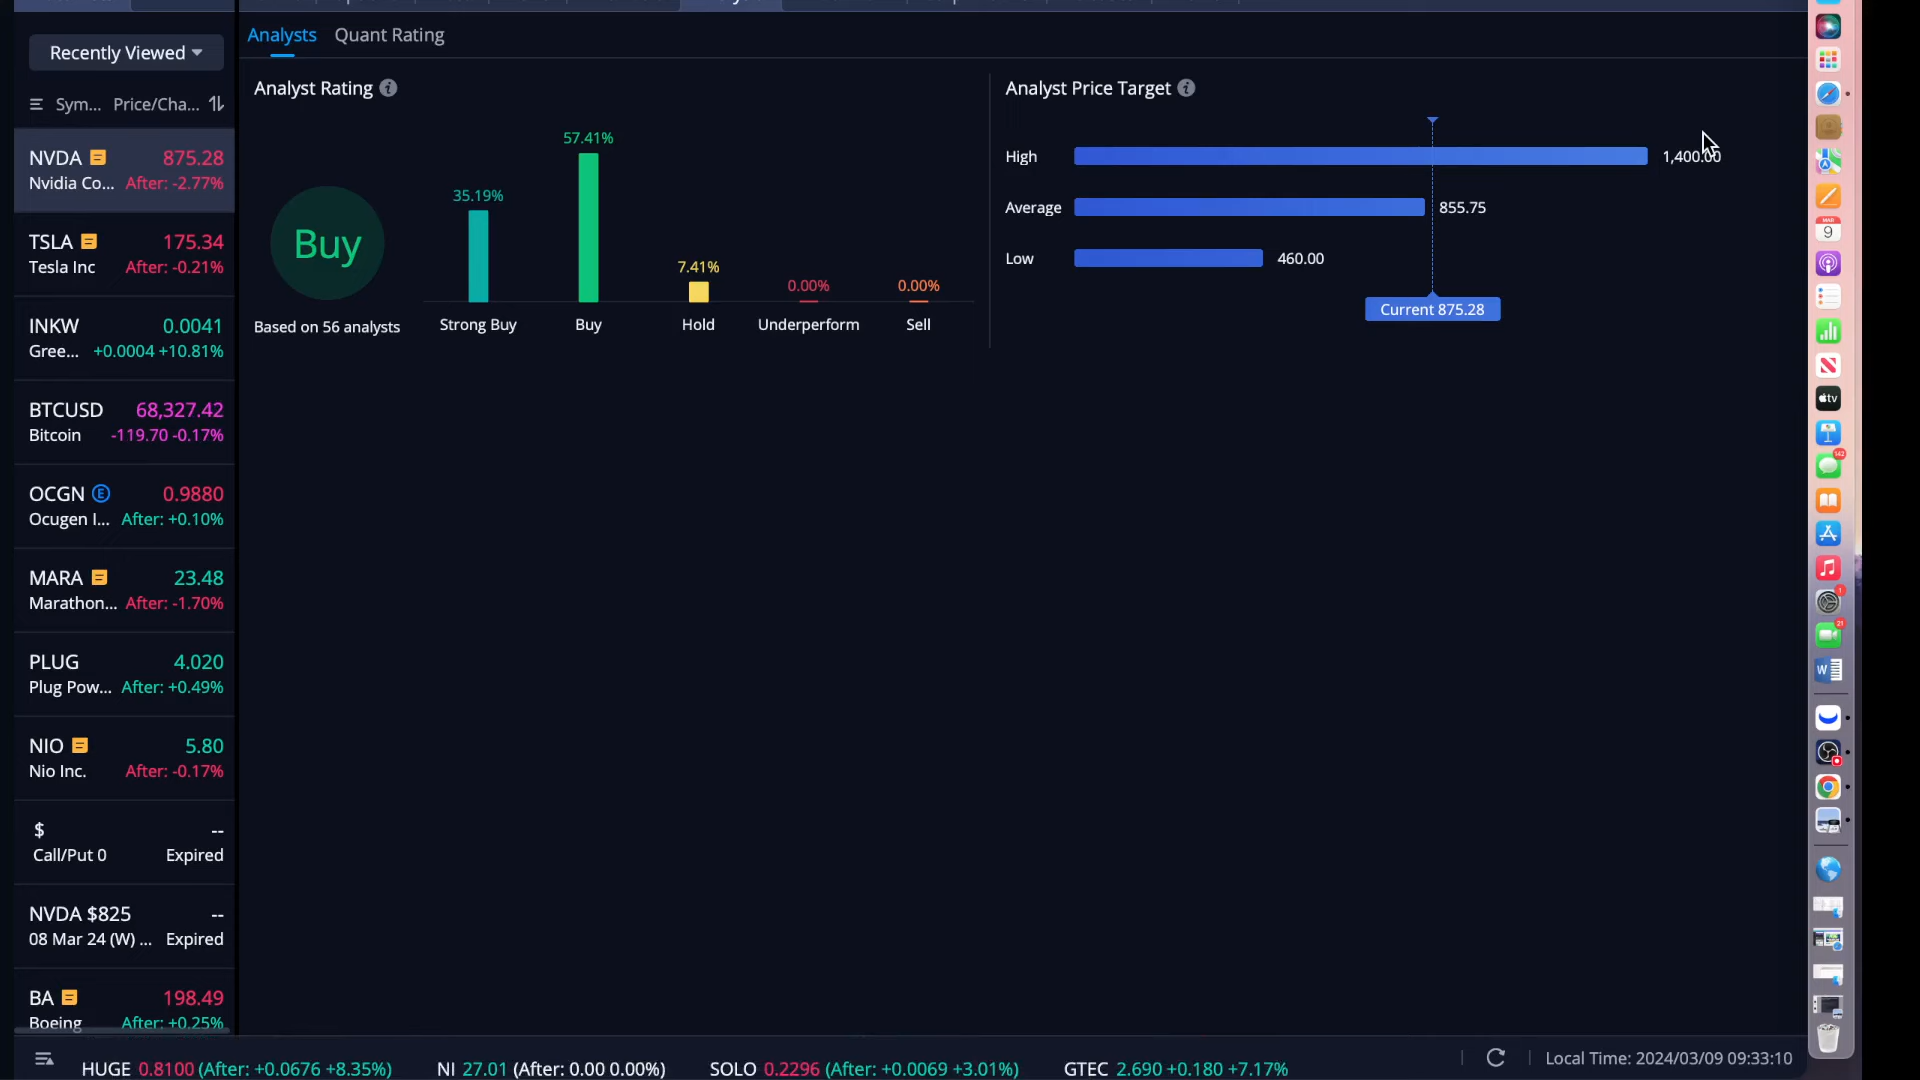 Analysts Quant Rating
Recently Viewed
Sym... Price/Cha...
NVDA 875.28
Nvidia Co... After: -2.77%
TSLA 175.34
Tesla Inc After: -0.21%
INKW 0.0041
Gree... +0.0004 +10.81%
BTCUSD 68,327.42
Bitcoin -119.70 -0.17%
OCGN E 0.9880
Ocugen I... After: +0.10%
MARA 23.48
Marathon... After: -1.70%
PLUG 4.020
Plug Pow... After: +0.49%
NIO 5.80
Nio Inc. After: -0.17%
$ --
Call/Put 0 Expired
NVDA $825 --
08 Mar 24 (W) ... Expired
BA 198.49
Boeing After: +0.25%
Analyst Rating
Buy
Based on 56 analysts
35.19%
57.41%
7.41%
0.00%
0.00%
Strong Buy Buy Hold Underperform Sell
Analyst Price Target
High 1,400.00
Average 855.75
Low 460.00
Current 875.28
MAR
9
tv
142
1
21
W
HUGE 0.8100 (After: +0.0676 +8.35%) NI 27.01 (After: 0.00 0.00%) SOLO 0.2296 (After: +0.0069 +3.01%) GTEC 2.690 +0.180 +7.17%
Local Time: 2024/03/09 09:33:10